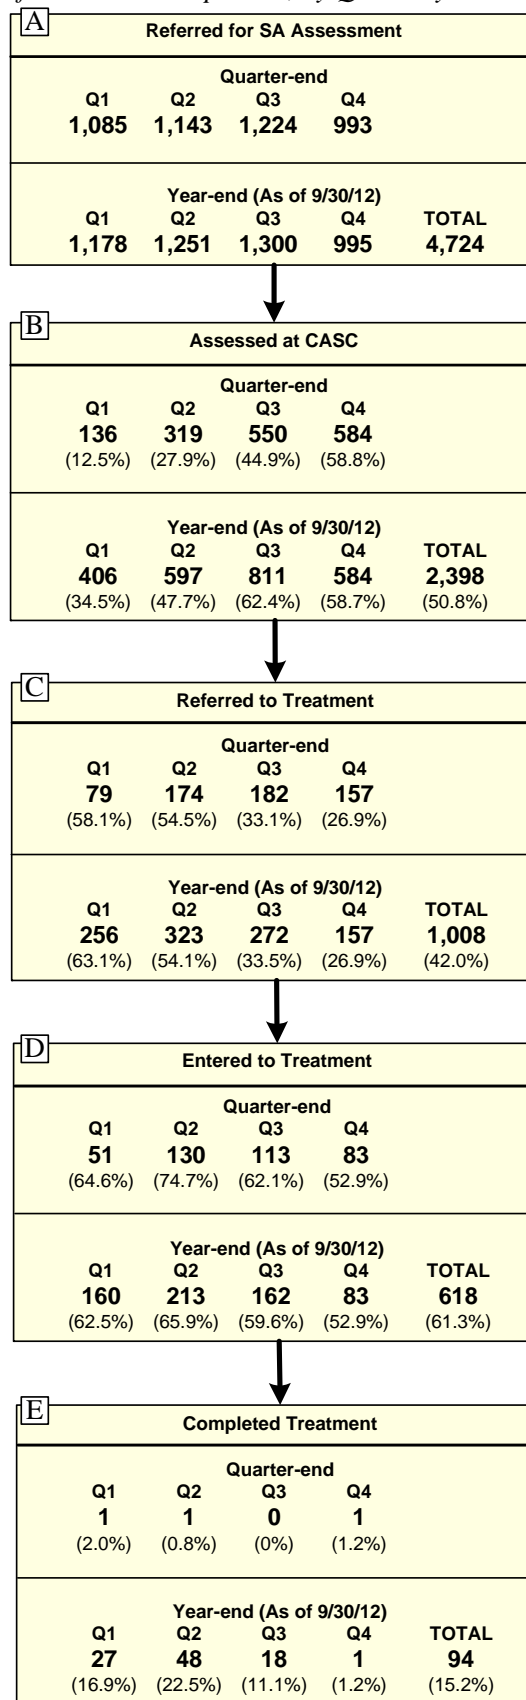 A
Referred for SA Assessment
Quarter-end
Q1 Q2 Q3 Q4
1,085 1,143 1,224 993
Year-end (As of 9/30/12)
Q1 Q2 Q3 Q4 TOTAL
1,178 1,251 1,300 995 4,724
B
Assessed at CASC
Quarter-end
Q1 Q2 Q3 Q4
136 319 550 584
(12.5%) (27.9%) (44.9%) (58.8%)
Year-end (As of 9/30/12)
Q1 Q2 Q3 Q4 TOTAL
406 597 811 584 2,398
(34.5%) (47.7%) (62.4%) (58.7%) (50.8%)
C
Referred to Treatment
Quarter-end
Q1 Q2 Q3 Q4
79 174 182 157
(58.1%) (54.5%) (33.1%) (26.9%)
Year-end (As of 9/30/12)
Q1 Q2 Q3 Q4 TOTAL
256 323 272 157 1,008
(63.1%) (54.1%) (33.5%) (26.9%) (42.0%)
D
Entered to Treatment
Quarter-end
Q1 Q2 Q3 Q4
51 130 113 83
(64.6%) (74.7%) (62.1%) (52.9%)
Year-end (As of 9/30/12)
Q1 Q2 Q3 Q4 TOTAL
160 213 162 83 618
(62.5%) (65.9%) (59.6%) (52.9%) (61.3%)
E
Completed Treatment
Quarter-end
Q1 Q2 Q3 Q4
1 1 0 1
(2.0%) (0.8%) (0%) (1.2%)
Year-end (As of 9/30/12)
Q1 Q2 Q3 Q4 TOTAL
27 48 18 1 94
(16.9%) (22.5%) (11.1%) (1.2%) (15.2%)